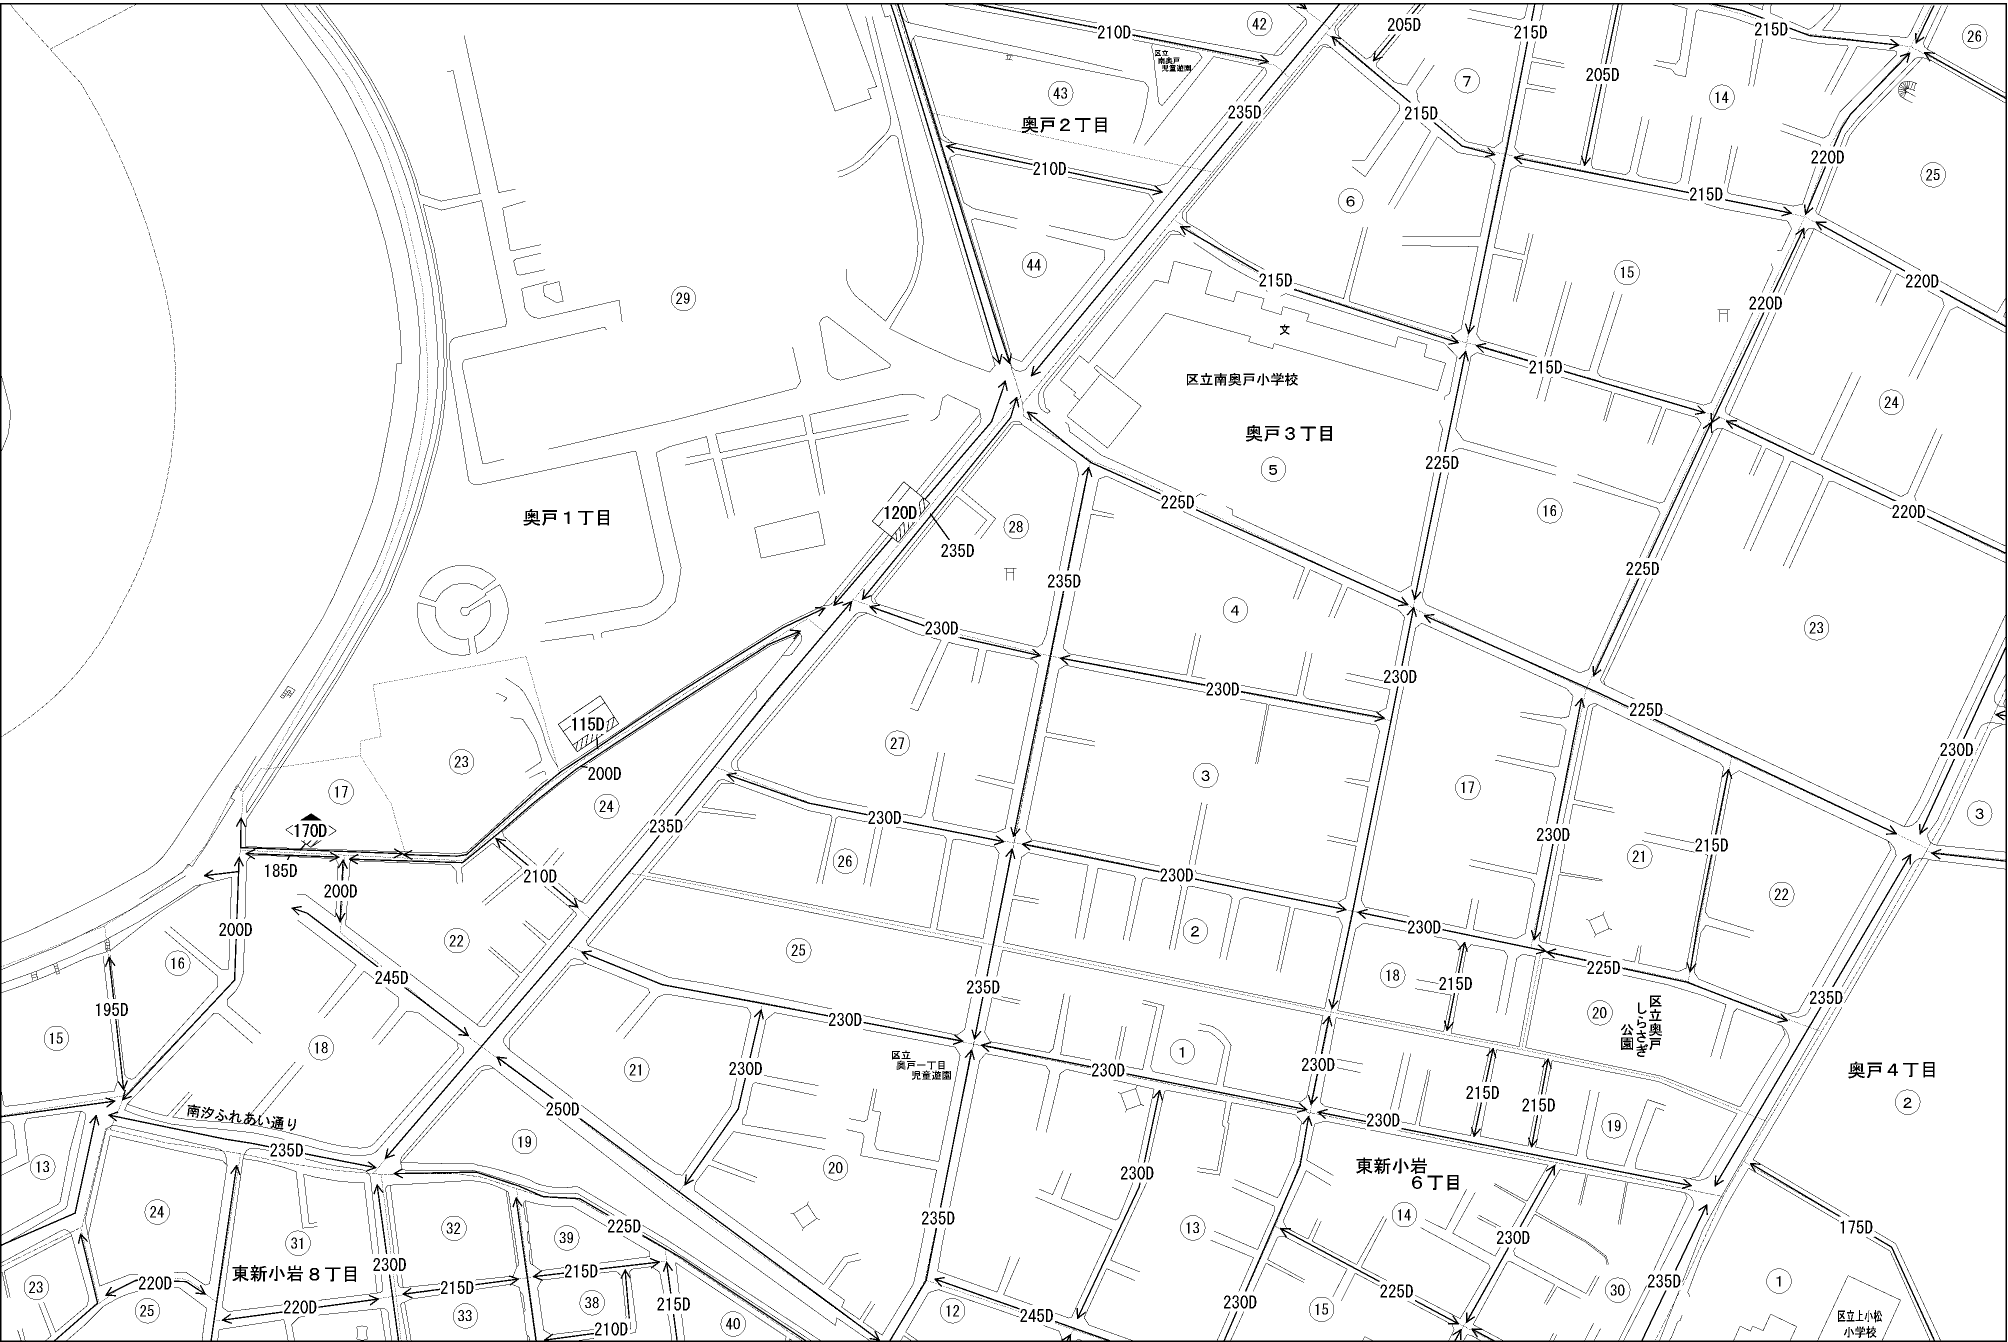 42
210D
205D
215D
215D
26
区立
南奥戸
児童遊園
7
205D
14
43
235D
215D
奥戸2丁目
220D
210D
25
6
215D
44
15
215D
220D
29
220D
文
215D
区立南奥戸小学校
24
奥戸3丁目
225D
5
225D
16
220D
奥戸1丁目
120D
28
235D
225D
235D
4
23
230D
230D
230D
225D
115D
27
230D
23
200D
3
17
24
17
230D
3
170D
235D
230D
230D
215D
21
185D
26
210D
230D
22
200D
200D
2
230D
22
25
16
245D
18
225D
215D
235D
235D
195D
20
区立奥戸
しらさぎ
公園
230D
15
18
1
区立
奥戸一丁目
児童遊園
21
230D
230D
230D
奥戸4丁目
215D
215D
2
南汐ふれあい通り
250D
19
230D
19
235D
13
20
230D
東新小岩
6丁目
24
32
225D
235D
13
14
175D
31
39
230D
東新小岩8丁目
230D
215D
220D
215D
23
25
220D
33
38
215D
12
245D
230D
15
225D
30
235D
1
210D
40
区立上小松
小学校